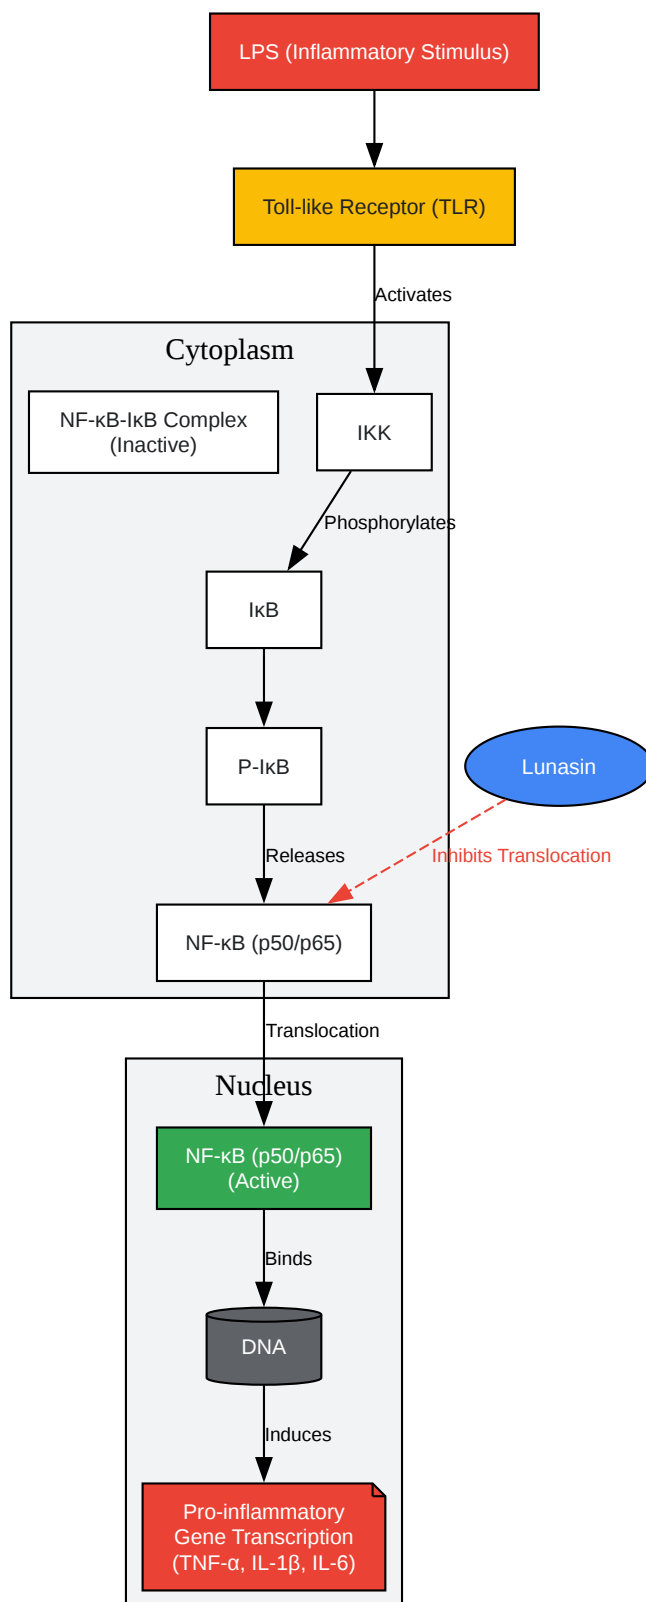 LPS (Inflammatory Stimulus)
Toll-like Receptor (TLR)
Activates
Cytoplasm
NF-κB-IκB Complex
(Inactive)
IKK
Phosphorylates
IκB
P-IκB
Lunasin
Releases
Inhibits Translocation
NF-κB (p50/p65)
Translocation
Nucleus
NF-κB (p50/p65)
(Active)
Binds
DNA
Induces
Pro-inflammatory
Gene Transcription
(TNF-α, IL-1β, IL-6)